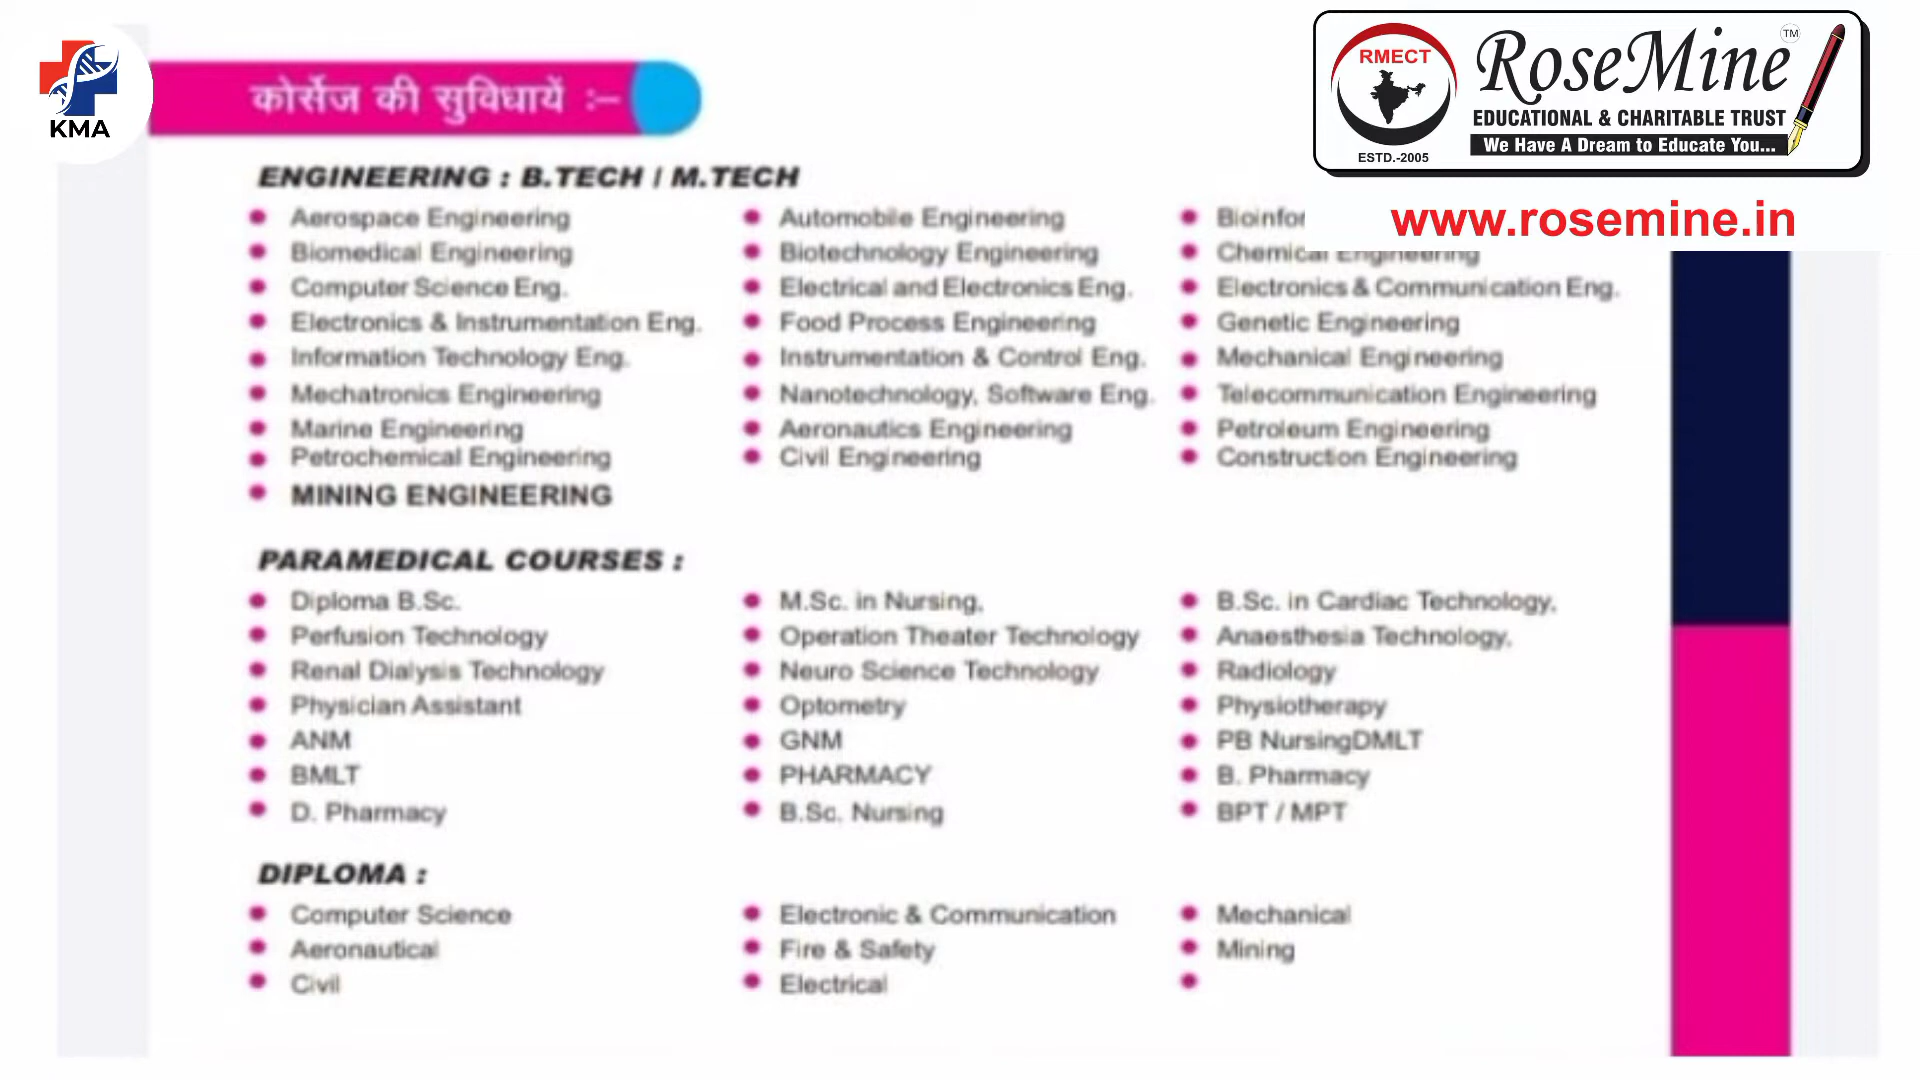 KMA
कोर्सेज की सुविधायें :–
RMECT
ESTD.-2005
RoseMine TM
EDUCATIONAL & CHARITABLE TRUST
We Have A Dream to Educate You...
www.rosemine.in
ENGINEERING : B.TECH / M.TECH
Aerospace Engineering Automobile Engineering
Biomedical Engineering Biotechnology Engineering Chemical Engineering
Computer Science Eng. Electrical and Electronics Eng. Electronics & Communication Eng.
Electronics & Instrumentation Eng. Food Process Engineering Genetic Engineering
Information Technology Eng. Instrumentation & Control Eng. Mechanical Engineering
Mechatronics Engineering Nanotechnology, Software Eng. Telecommunication Engineering
Marine Engineering Aeronautics Engineering Petroleum Engineering
Petrochemical Engineering Civil Engineering Construction Engineering
MINING ENGINEERING
PARAMEDICAL COURSES :
Diploma B.Sc. M.Sc. in Nursing, B.Sc. in Cardiac Technology,
Perfusion Technology Operation Theater Technology Anaesthesia Technology,
Renal Dialysis Technology Neuro Science Technology Radiology
Physician Assistant Optometry Physiotherapy
ANM GNM PB NursingDMLT
BMLT PHARMACY B. Pharmacy
D. Pharmacy B.Sc. Nursing BPT / MPT
DIPLOMA :
Computer Science Electronic & Communication Mechanical
Aeronautical Fire & Safety Mining
Civil Electrical